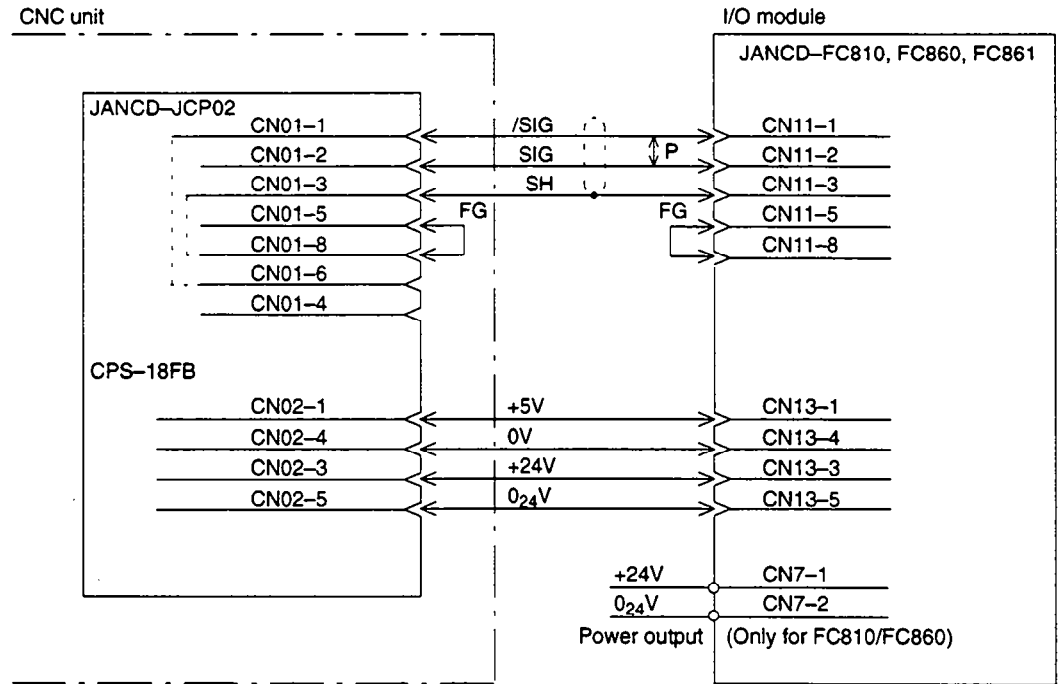 CNC unit
I/O module
JANCD–FC810, FC860, FC861
JANCD–JCP02
CN01–1 /SIG CN11–1
CN01–2 SIG P CN11–2
CN01–3 SH CN11–3
CN01–5 FG FG CN11–5
CN01–8 CN11–8
CN01–6
CN01–4
CPS–18FB
CN02–1 +5V CN13–1
CN02–4 0V CN13–4
CN02–3 +24V CN13–3
CN02–5 0₂₄V CN13–5
+24V CN7–1
0₂₄V CN7–2
Power output (Only for FC810/FC860)